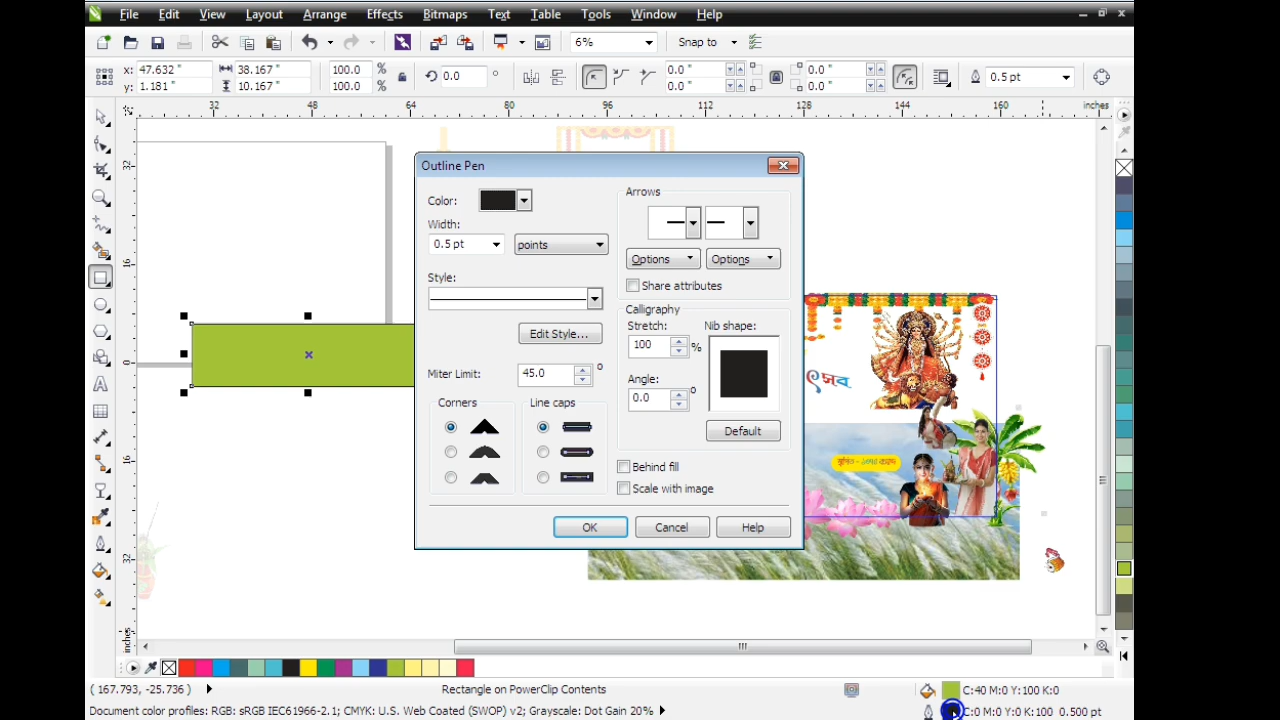 File Edit View Layout Arrange Effects Bitmaps Text Table Tools Window Help
6% Snap to
x: 47.632 " 38.167 " 100.0 % 0.0 ° 0.0 ° 0.0 ° 0.5 pt
y: 1.181 " 10.167 " 100.0 % 0.0 ° 0.0 °
32 48 64 80 96 112 128 144 160 inches
32
16
0
16
32
inches
Outline Pen
Color:
Width:
0.5 pt points
Style:
Edit Style...
Miter Limit: 45.0 °
Corners Line caps
Arrows
Options Options
Share attributes
Calligraphy
Stretch: Nib shape:
100 %
Angle:
0.0 °
Default
Behind fill
Scale with image
OK Cancel Help
(167.793, -25.736) Rectangle on PowerClip Contents C:40 M:0 Y:100 K:0
Document color profiles: RGB: sRGB IEC61966-2.1; CMYK: U.S. Web Coated (SWOP) v2; Grayscale: Dot Gain 20% C:0 M:0 Y:0 K:100 0.500 pt